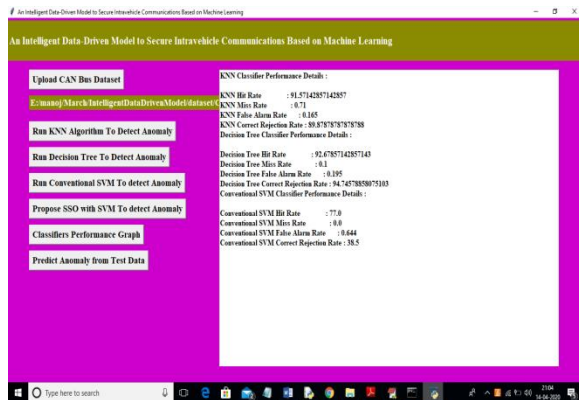 An Intelligent Data-Driven Model to Secure Intravehicle Communications Based on Machine Learning
An Intelligent Data-Driven Model to Secure Intravehicle Communications Based on Machine Learning
Upload CAN Bus Dataset
E:/manoj/March/IntelligentDataDrivenModel/dataset/C
Run KNN Algorithm To Detect Anomaly
Run Decision Tree To Detect Anomaly
Run Conventional SVM To detect Anomaly
Propose SSO with SVM To detect Anomaly
Classifiers Performance Graph
Predict Anomaly from Test Data
KNN Classifier Performance Details :
KNN Hit Rate : 91.57142857142857
KNN Miss Rate : 0.71
KNN False Alarm Rate : 0.165
KNN Correct Rejection Rate : 89.87878787878788
Decision Tree Classifier Performance Details :
Decision Tree Hit Rate : 92.67857142857143
Decision Tree Miss Rate : 0.1
Decision Tree False Alarm Rate : 0.195
Decision Tree Correct Rejection Rate : 94.74578858075103
Conventional SVM Classifier Performance Details :
Conventional SVM Hit Rate : 77.0
Conventional SVM Miss Rate : 0.0
Conventional SVM False Alarm Rate : 0.644
Conventional SVM Correct Rejection Rate : 38.5
Type here to search
21:04
14-04-2020